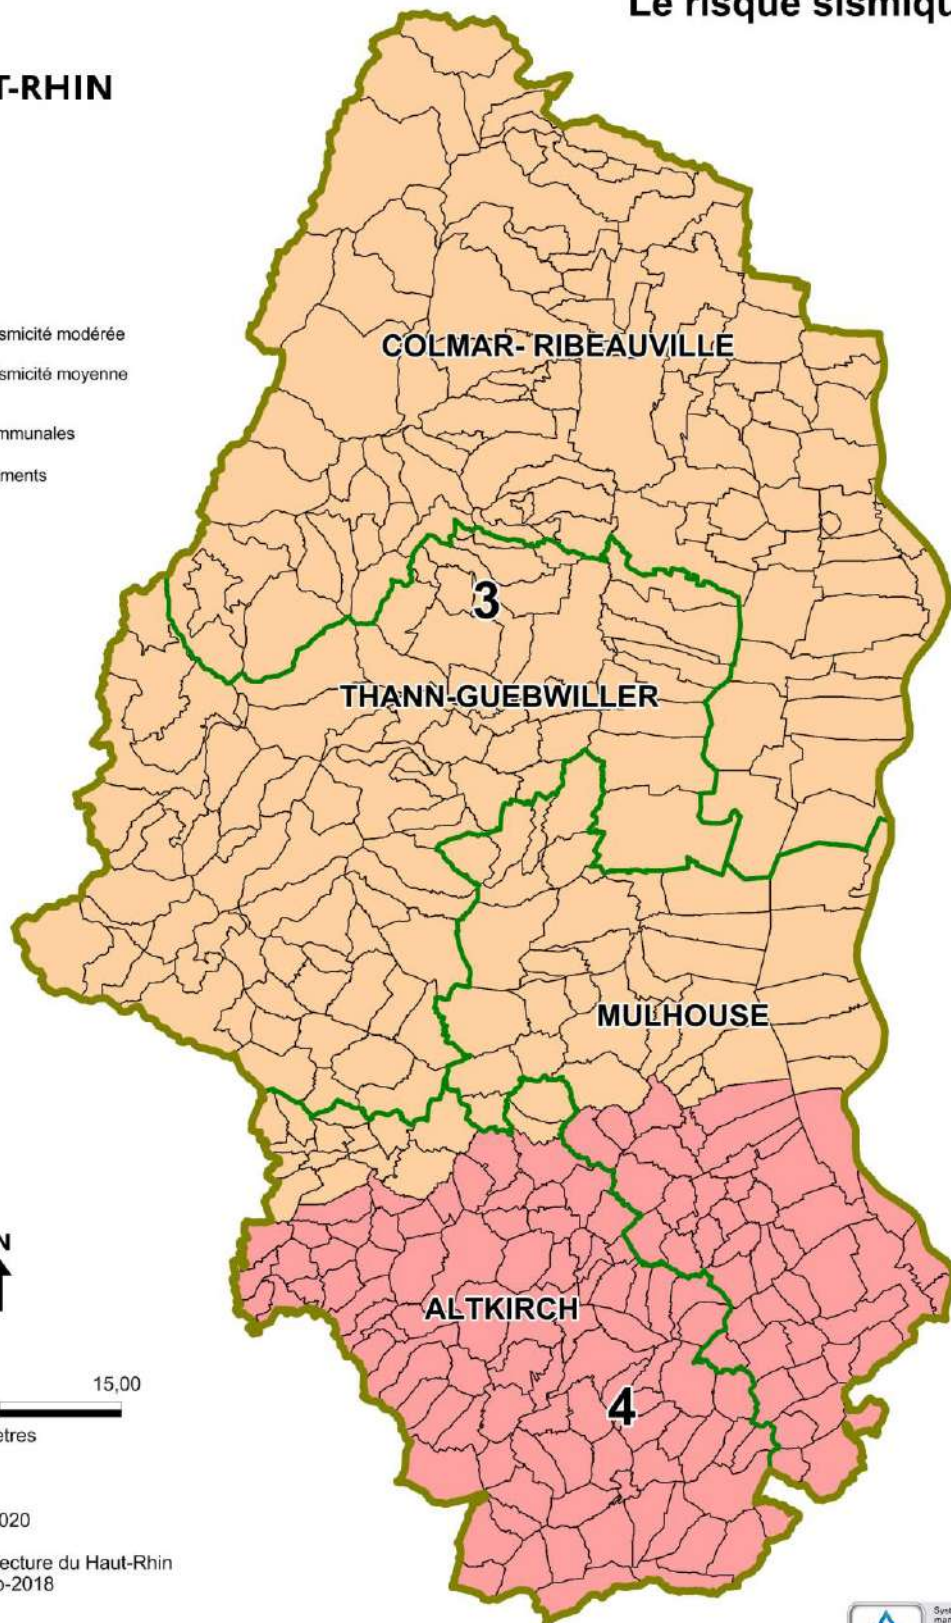 Le risque sismiqu
T-RHIN
smicité modérée
COLMAR- RIBEAUVILLE
smicité moyenne
mmunales
ments
3
THANN-GUEBWILLER
MULHOUSE
N
ALTKIRCH
15,00
4
ètres
020
ecture du Haut-Rhin
o-2018